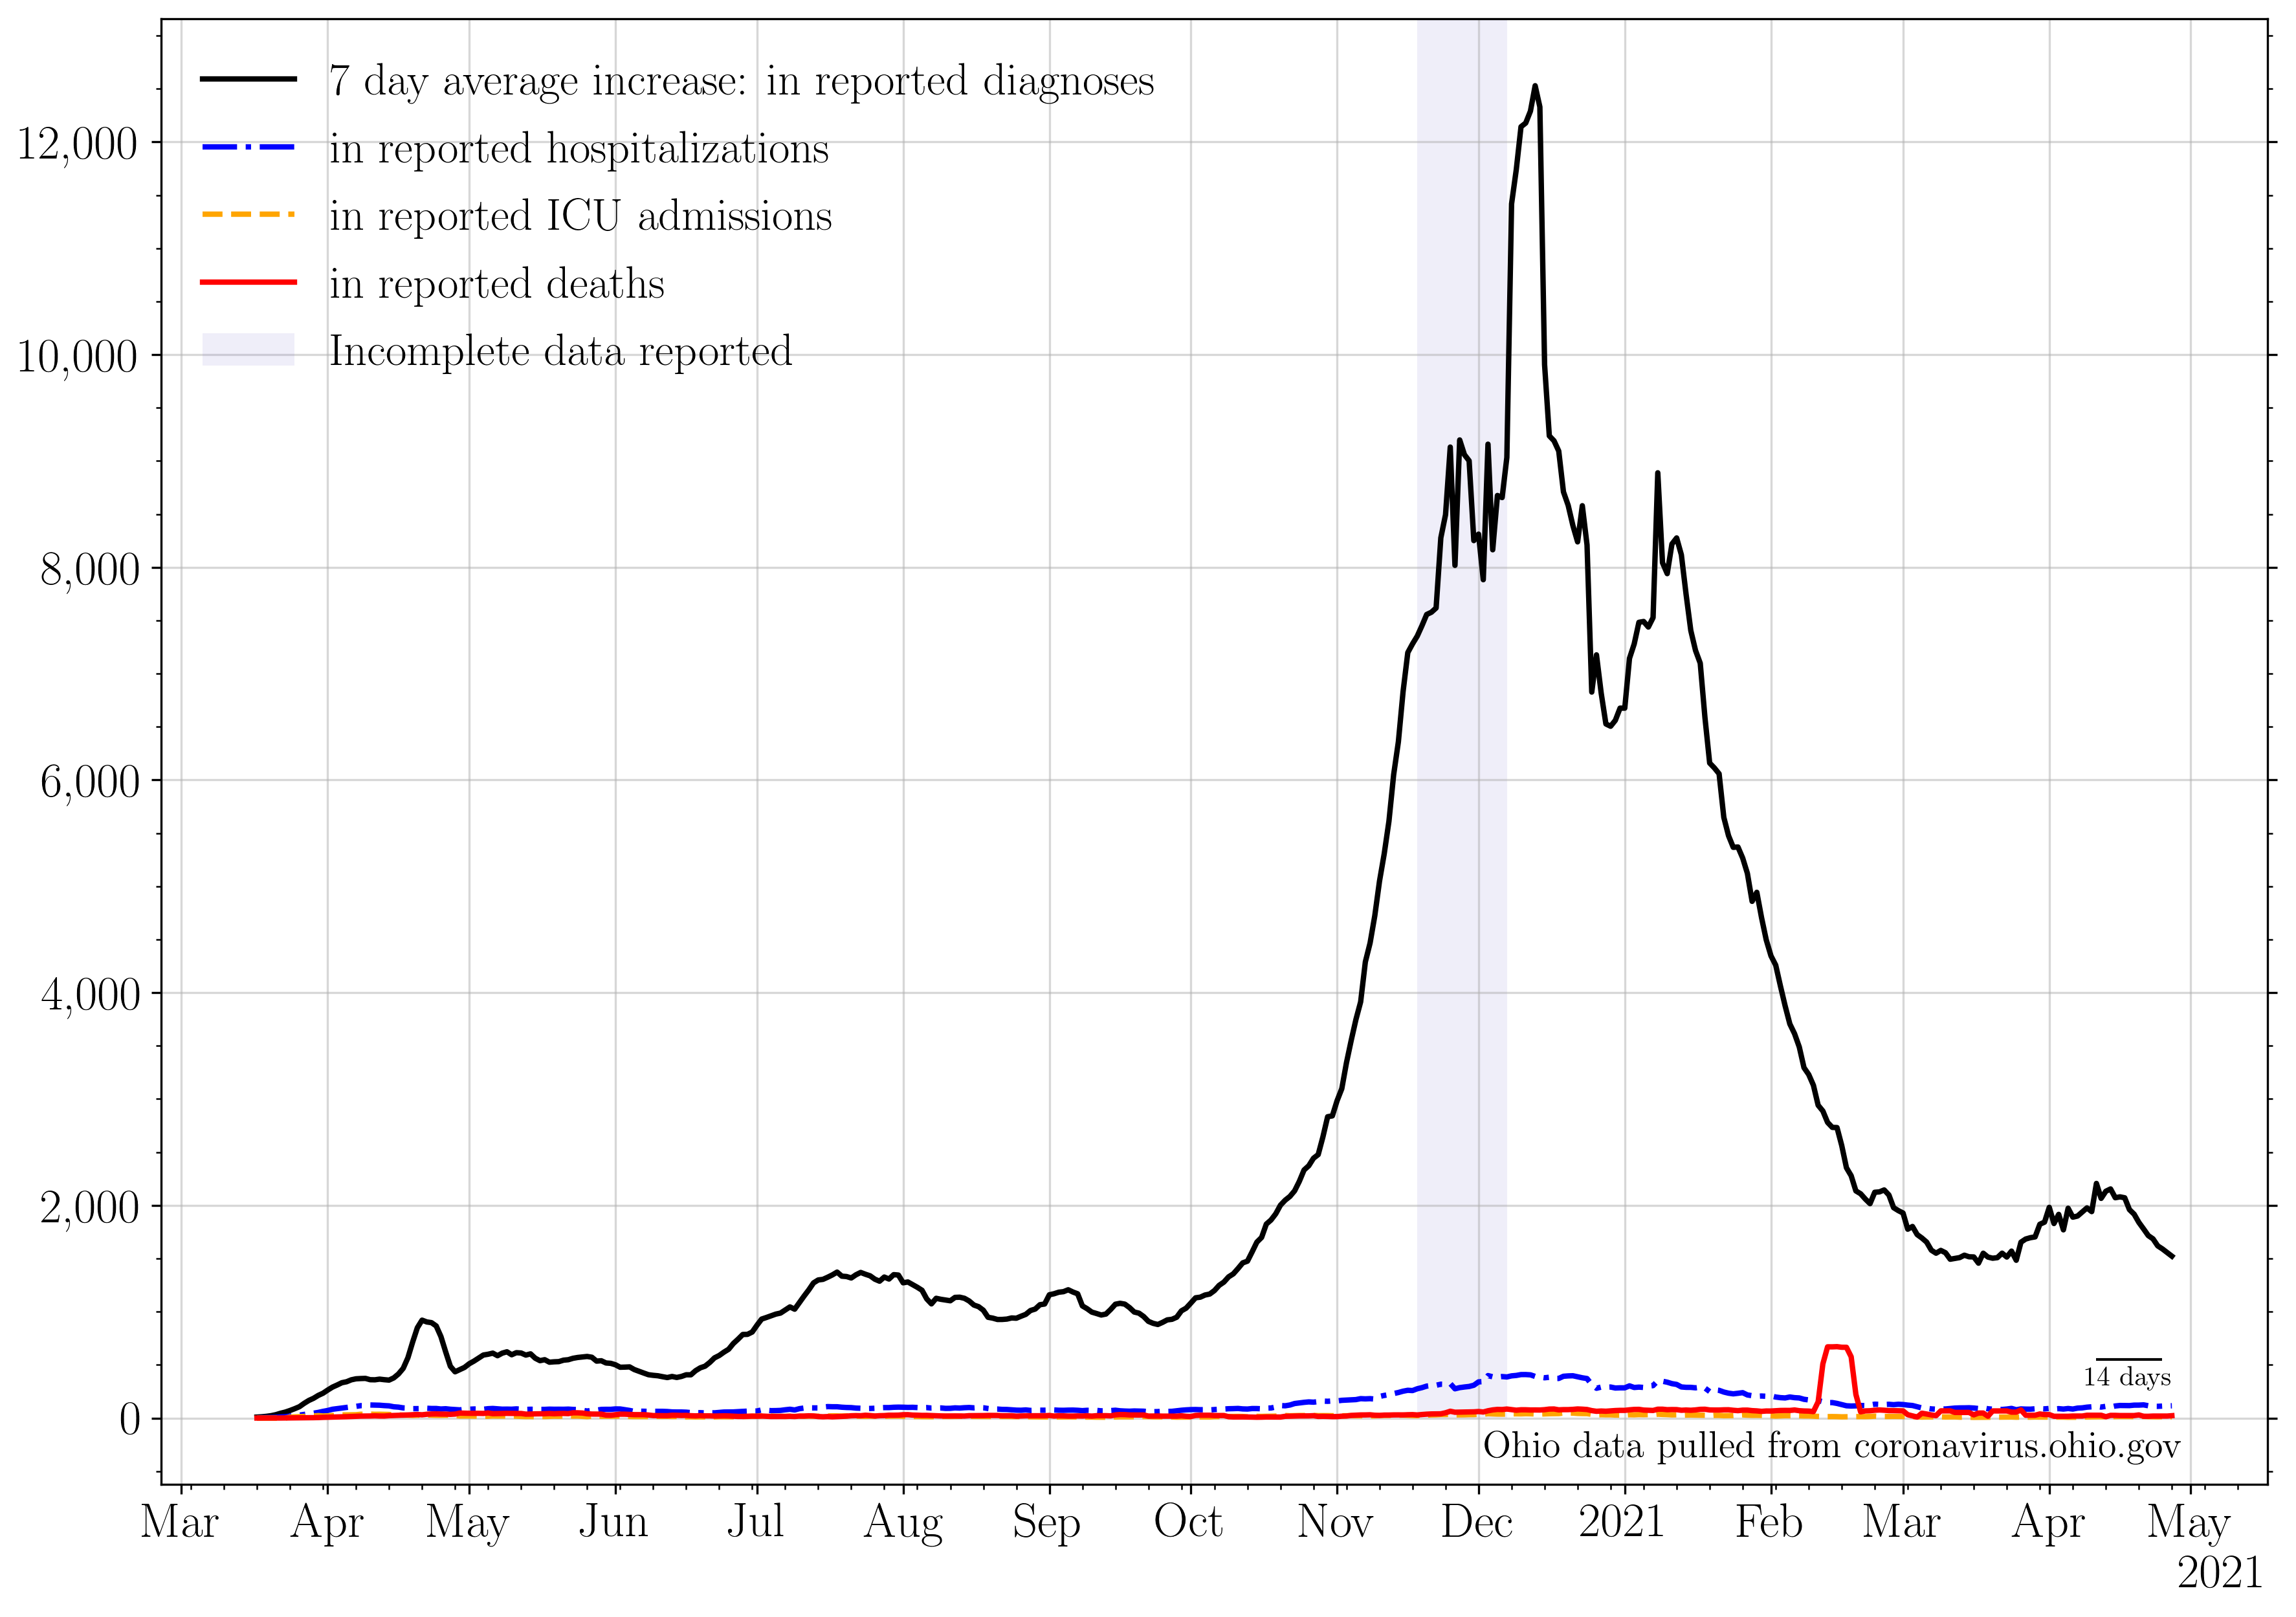 7 day average increase: in reported diagnoses
in reported hospitalizations
in reported ICU admissions
in reported deaths
Incomplete data reported
12,000
10,000
8,000
6,000
4,000
2,000
0
14 days
Ohio data pulled from coronavirus.ohio.gov
Mar Apr May Jun Jul Aug Sep Oct Nov Dec 2021 Feb Mar Apr May
2021